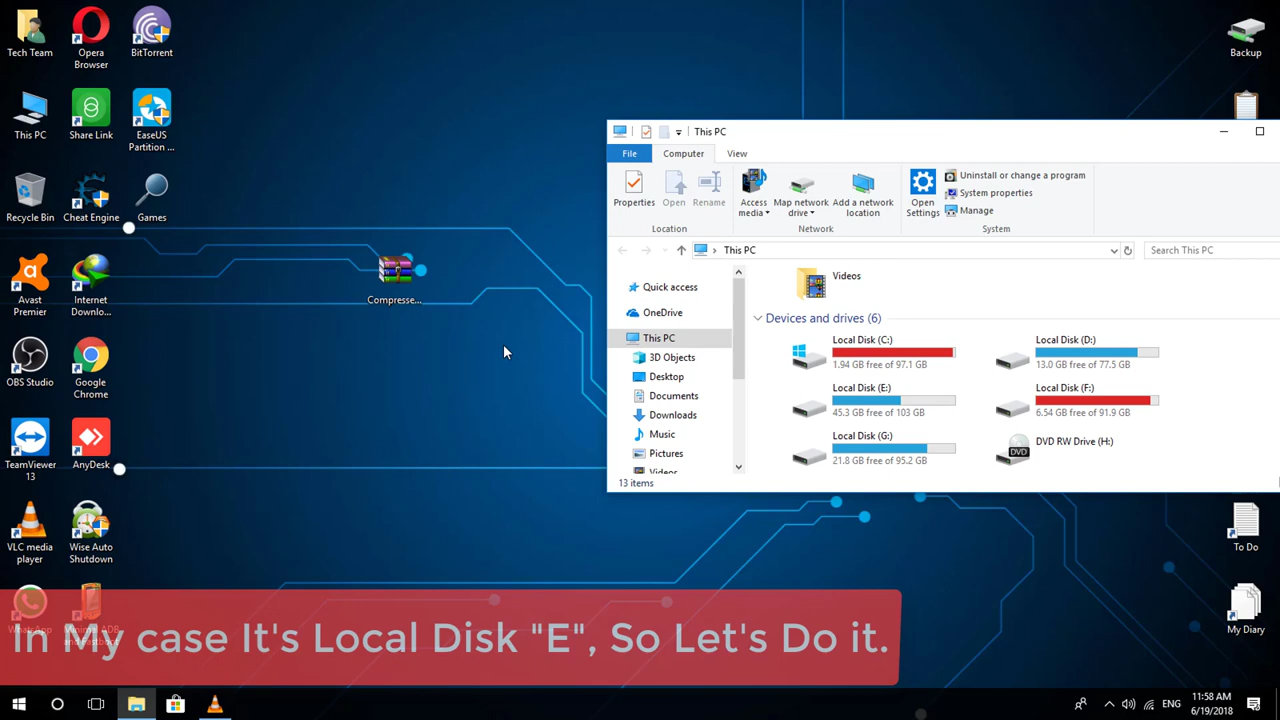 Tech Team
Opera
Browser
BitTorrent
Backup
This PC
Share Link
EaseUS
Partition ...
Recycle Bin
Cheat Engine
Games
Avast
Premier
Internet
Downlo...
Compresse...
OBS Studio
Google
Chrome
TeamViewer
13
AnyDesk
VLC media
player
Wise Auto
Shutdown
WhatsApp
Minimal ADB
and Fastboot
This PC
File
Computer
View
Properties
Open
Rename
Access
media
Map network
drive
Add a network
location
Open
Settings
Uninstall or change a program
System properties
Manage
Location
Network
System
This PC
Search This PC
Quick access
OneDrive
This PC
3D Objects
Desktop
Documents
Downloads
Music
Pictures
Videos
Videos
Devices and drives (6)
Local Disk (C:)
1.94 GB free of 97.1 GB
Local Disk (D:)
13.0 GB free of 77.5 GB
Local Disk (E:)
45.3 GB free of 103 GB
Local Disk (F:)
6.54 GB free of 91.9 GB
Local Disk (G:)
21.8 GB free of 95.2 GB
DVD RW Drive (H:)
DVD
13 items
To Do
My Diary
In My case It's Local Disk "E", So Let's Do it.
ENG
11:58 AM
6/19/2018